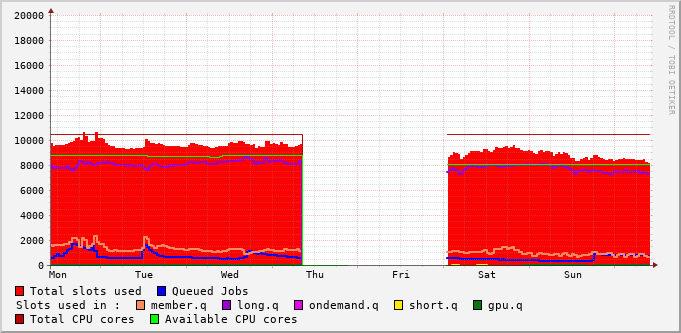 20000
18000
16000
14000
12000
10000
8000
6000
4000
2000
0
Mon Tue Wed Thu Fri Sat Sun
RRDTOOL / TOBI OETIKER
Total slots used Queued Jobs
Slots used in : member.q long.q ondemand.q short.q gpu.q
Total CPU cores Available CPU cores